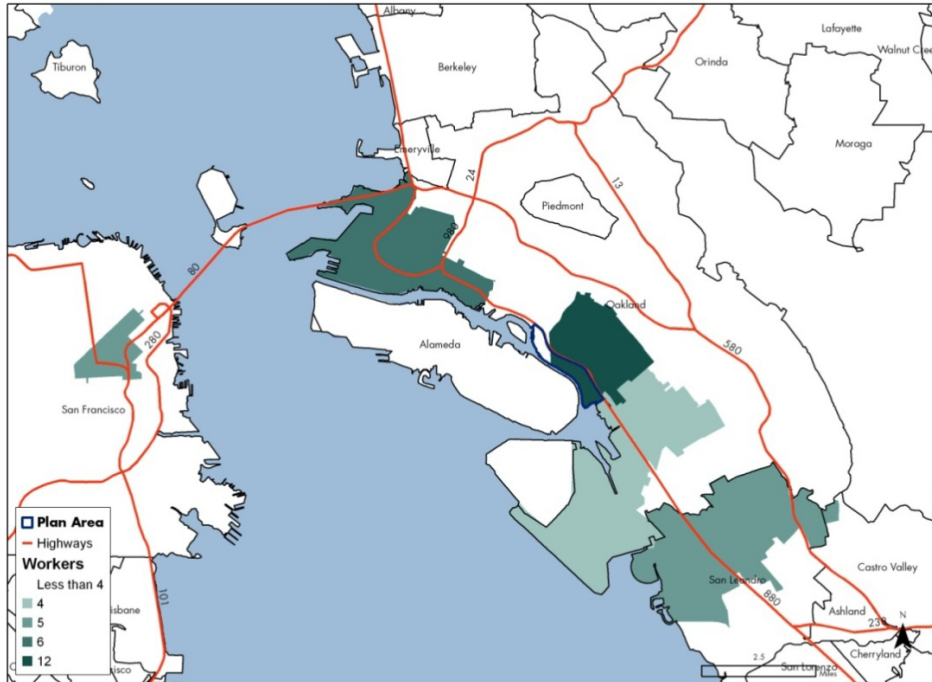 Albany
Lafayette
Tiburon
Berkeley
Orinda
Walnut Cree
Emeryville
24
13
Moraga
Piedmont
980
80
Oakland
280
Alameda
580
San Francisco
Plan Area
Highways
Workers
Less than 4
4
5
6
12
101
isbane
isco
San Leandro
880
Castro Valley
Ashland
N
238
Cherryland
2.5
San Lorenzo
Miles